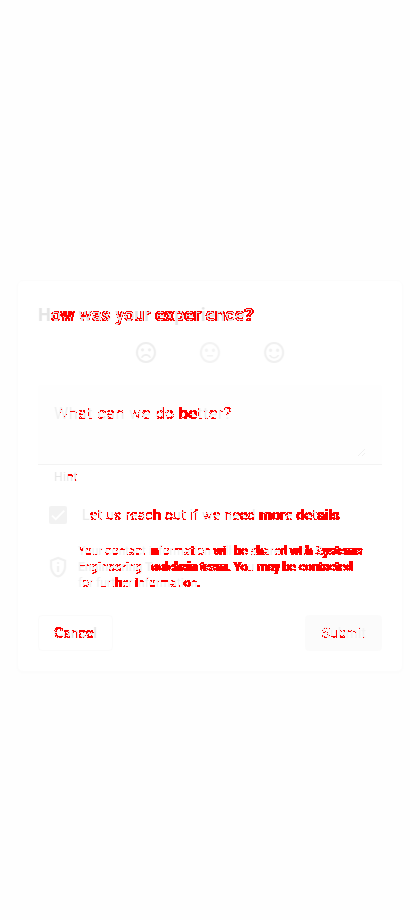 How was your experience?
What can we do better?
Hint
Let us reach out if we need more details
Your contact information will be shared with Systems
Engineering team. You may be contacted
for further information.
Cancel
Submit